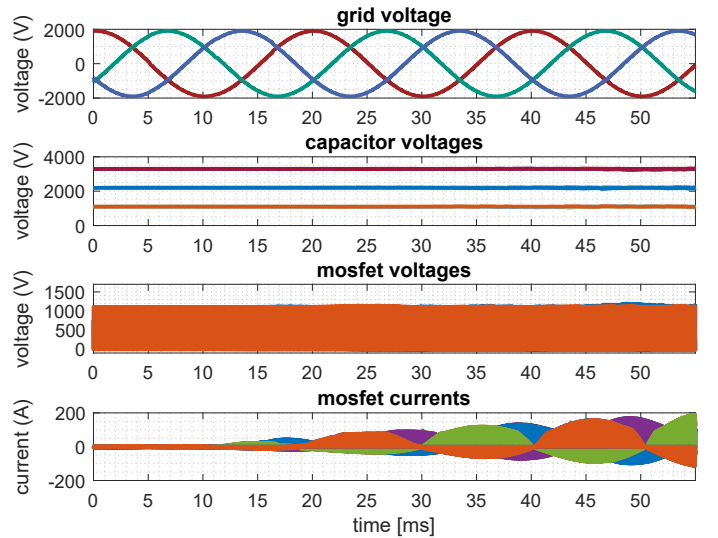 grid voltage
voltage (V)
2000
0
-2000
0 5 10 15 20 25 30 35 40 45 50
capacitor voltages
voltage (V)
4000
2000
0
0 5 10 15 20 25 30 35 40 45 50
mosfet voltages
voltage (V)
1500
1000
500
0
0 5 10 15 20 25 30 35 40 45 50
mosfet currents
current (A)
200
0
-200
0 5 10 15 20 25 30 35 40 45 50
time [ms]